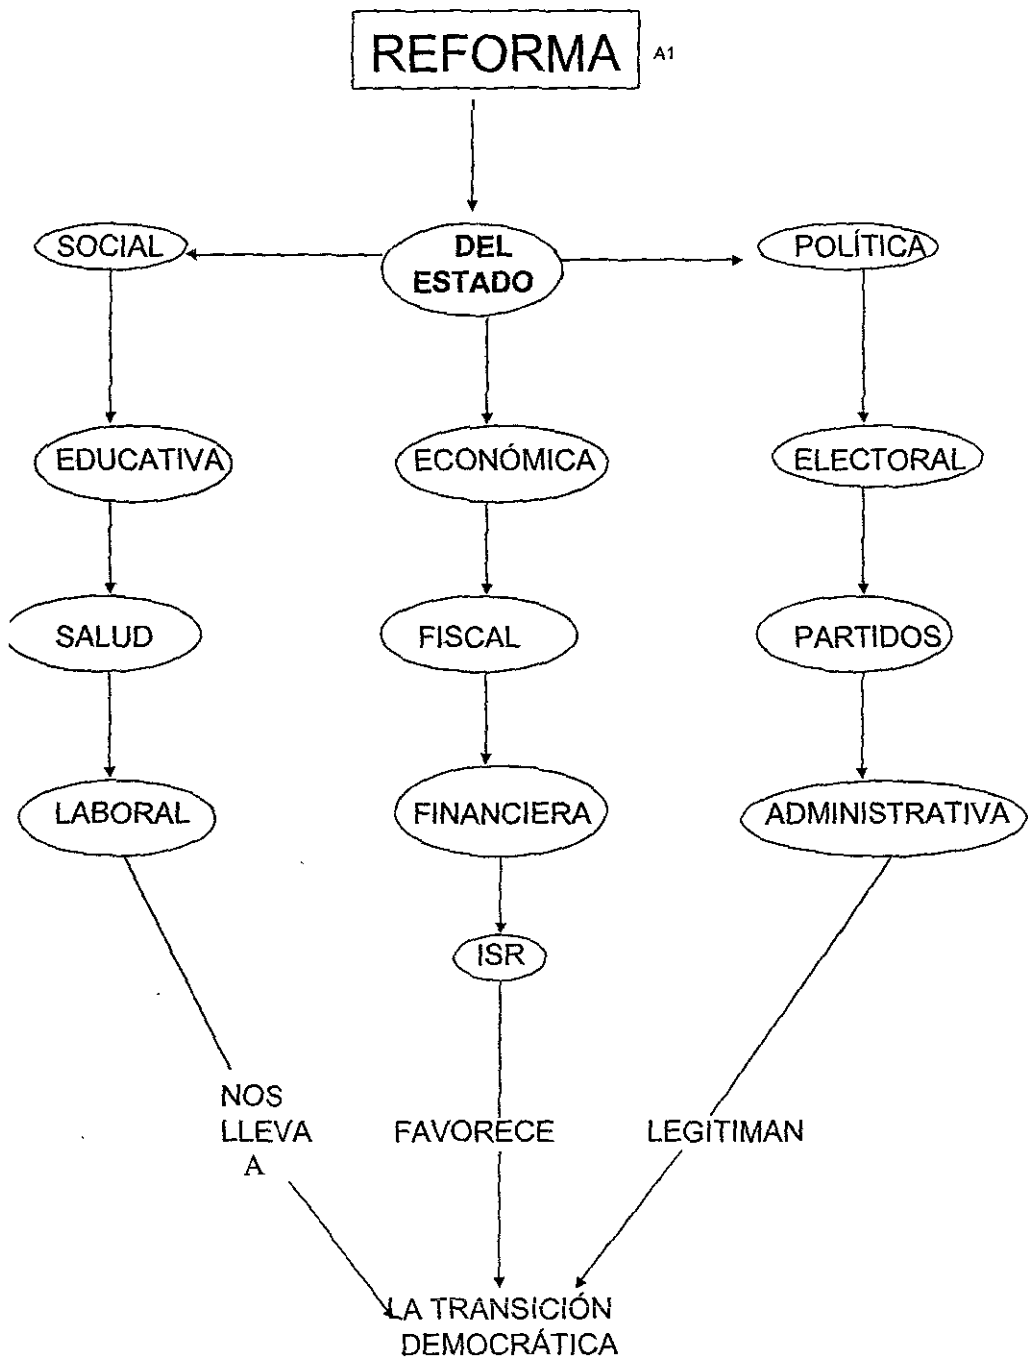 REFORMA
A1
SOCIAL
DEL
ESTADO
POLÍTICA
EDUCATIVA
ECONÓMICA
ELECTORAL
SALUD
FISCAL
PARTIDOS
LABORAL
FINANCIERA
ADMINISTRATIVA
ISR
NOS
LLEVA
A
FAVORECE
LEGITIMAN
LA TRANSICIÓN
DEMOCRÁTICA